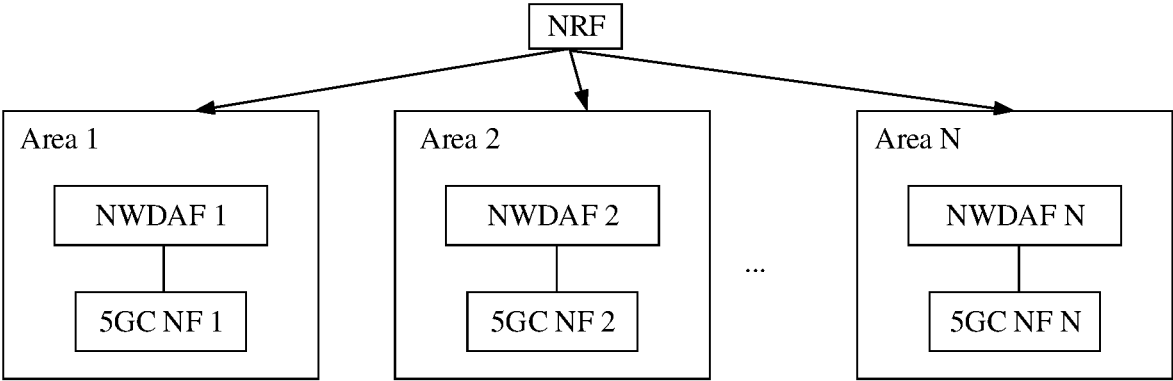 NRF
Area 1
Area 2
Area N
NWDAF 1
NWDAF 2
NWDAF N
...
5GC NF 1
5GC NF 2
5GC NF N